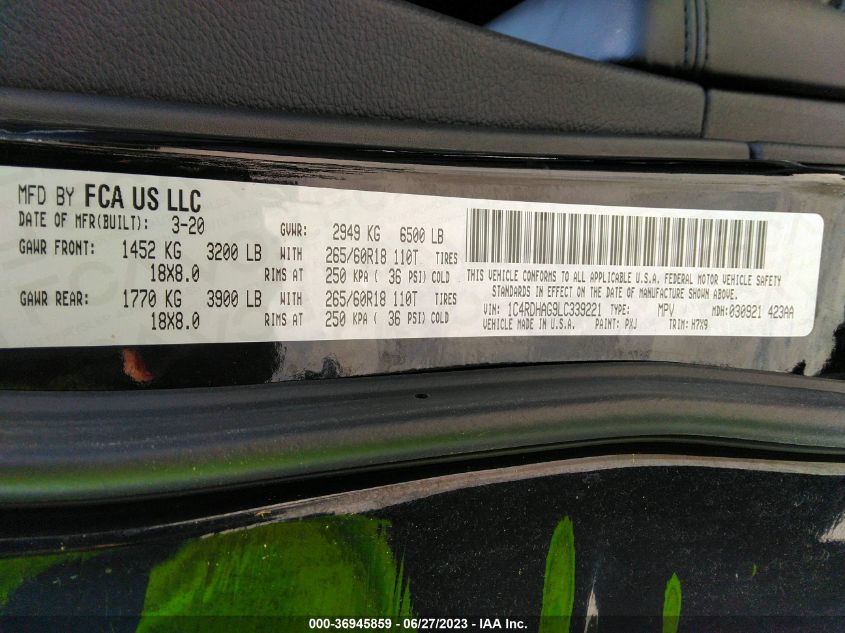 MFD BY FCA US LLC
DATE OF MFR(BUILT): 3-20
GVWR: 2949 KG 6500 LB
GAWR FRONT: 1452 KG 3200 LB WITH 265/60R18 110T TIRES
18X8.0 RIMS AT 250 KPA ( 36 PSI) COLD
GAWR REAR: 1770 KG 3900 LB WITH 265/60R18 110T TIRES
18X8.0 RIMS AT 250 KPA ( 36 PSI) COLD
THIS VEHICLE CONFORMS TO ALL APPLICABLE U.S.A. FEDERAL MOTOR VEHICLE SAFETY
STANDARDS IN EFFECT ON THE DATE OF MANUFACTURE SHOWN ABOVE.
VIN: 1C4RDHAG9LC339221 TYPE: MPV MDH:030921 423AA
VEHICLE MADE IN U.S.A. PAINT: PXJ TRIM: H7X9
000-36945859 / 06/27/2023 - IAA Inc.